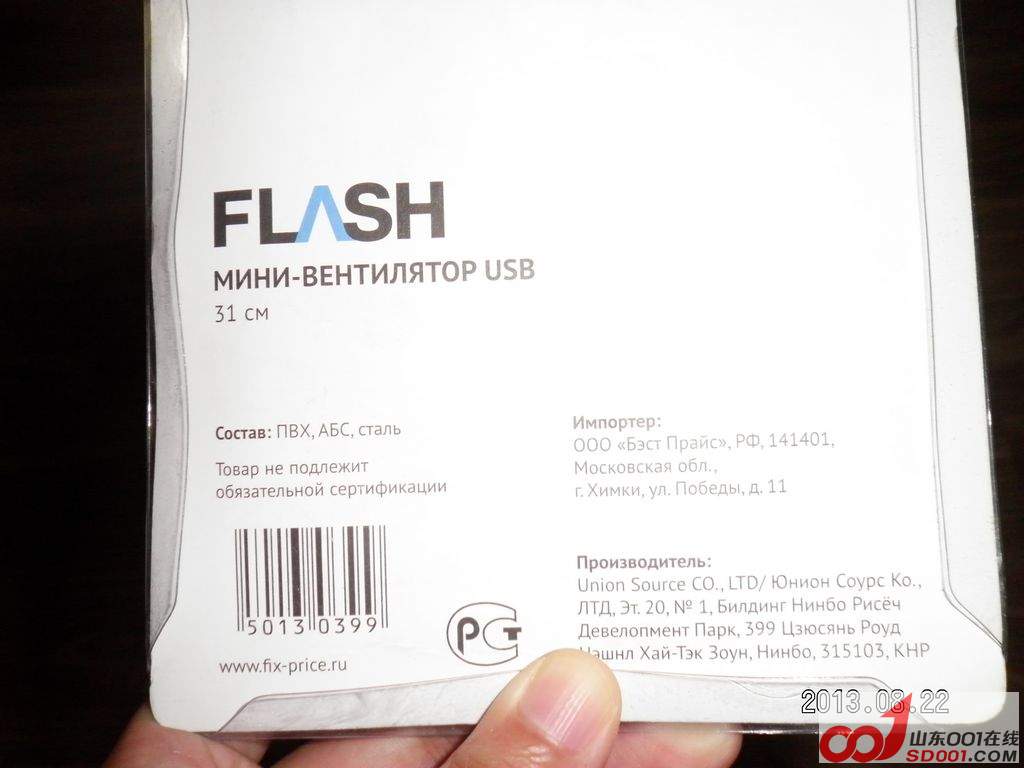 FLASH
МИНИ-ВЕНТИЛЯТОР USB
31 см
Состав: ПВХ, АБС, сталь
Товар не подлежит
обязательной сертификации
5013 0399
www.fix-price.ru
РСТ
Импортер:
ООО «Бэст Прайс», РФ, 141401,
Московская обл.,
г. Химки, ул. Победы, д. 11
Производитель:
Union Source CO., LTD/ Юнион Соурс Ко.,
ЛТД, Эт. 20, № 1, Билдинг Нинбо Рисёч
Девелопмент Парк, 399 Цзюсянь Роуд
Нашнл Хай-Тэк Зоун, Нинбо, 315103, КНР
2013.08.22
001 山东001在线
SD001.COM